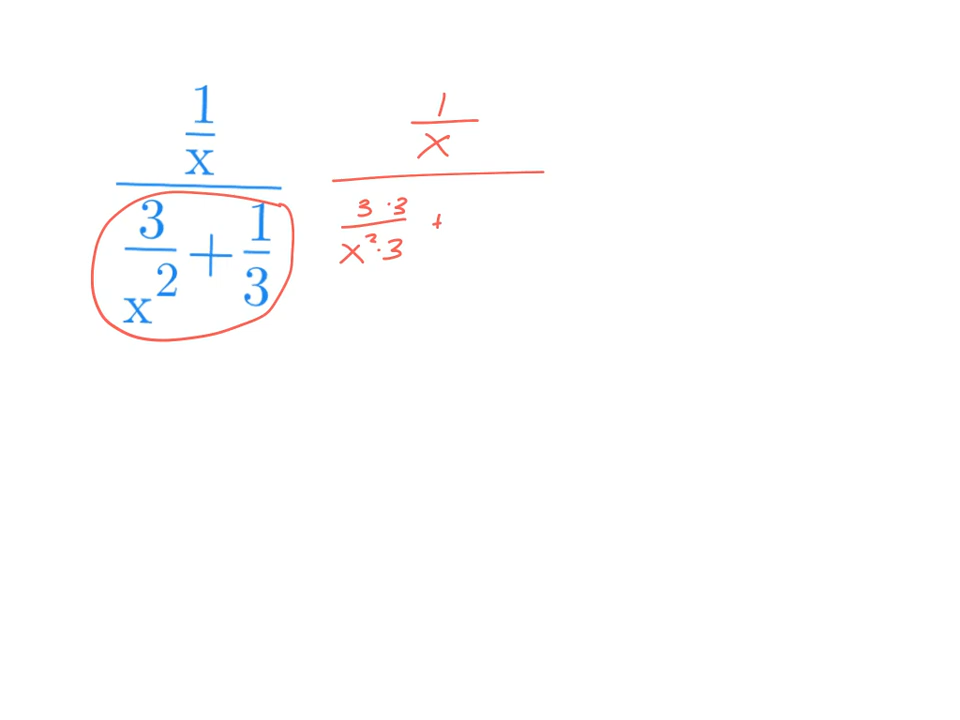 1
x
3
x² + 1
3
1
x
3 · 3
x² · 3 +